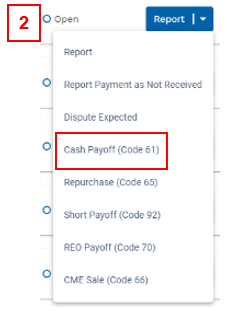 2
Open
Report
Report
Report Payment as Not Received
Dispute Expected
Cash Payoff (Code 61)
Repurchase (Code 65)
Short Payoff (Code 92)
REO Payoff (Code 70)
CME Sale (Code 66)